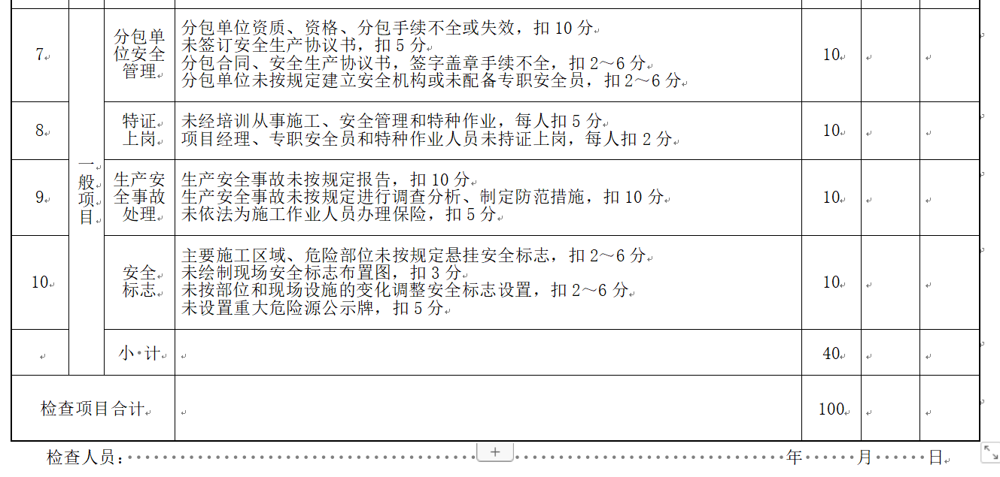 7
分包单
位安全
管理
分包单位资质、资格、分包手续不全或失效，扣 10 分
未签订安全生产协议书，扣 5 分
分包合同、安全生产协议书，签字盖章手续不全，扣 2～6 分
分包单位未按规定建立安全机构或未配备专职安全员，扣 2～6 分
10
一
般
项
目
8
特证
上岗
未经培训从事施工、安全管理和特种作业，每人扣 5 分
项目经理、专职安全员和特种作业人员未持证上岗，每人扣 2 分
10
9
生产安
全事故
处理
生产安全事故未按规定报告，扣 10 分
生产安全事故未按规定进行调查分析、制定防范措施，扣 10 分
未依法为施工作业人员办理保险，扣 5 分
10
10
安全
标志
主要施工区域、危险部位未按规定悬挂安全标志，扣 2～6 分
未绘制现场安全标志布置图，扣 3 分
未按部位和现场设施的变化调整安全标志设置，扣 2～6 分
未设置重大危险源公示牌，扣 5 分
10
小 计
40
检查项目合计
100
检查人员： 年 月 日